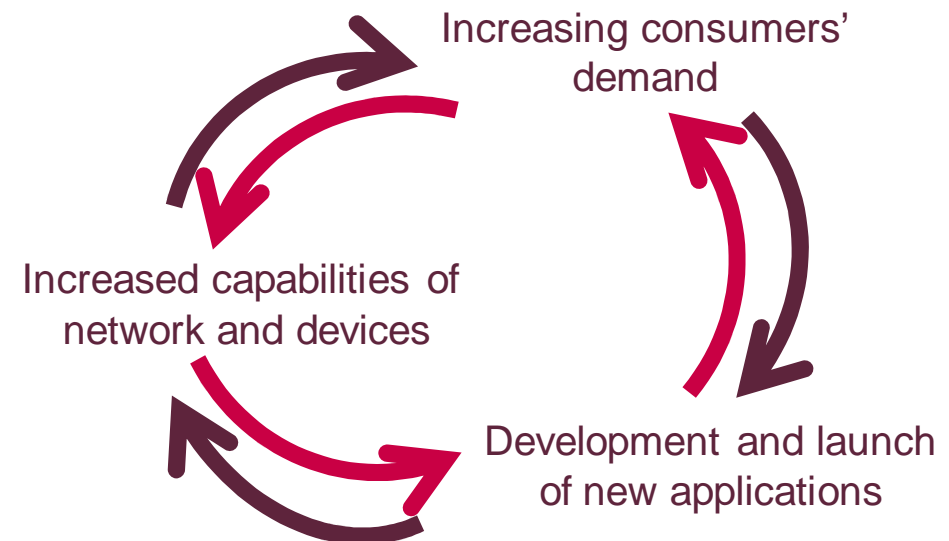 Increasing consumers’
demand
Increased capabilities of
network and devices
Development and launch
of new applications